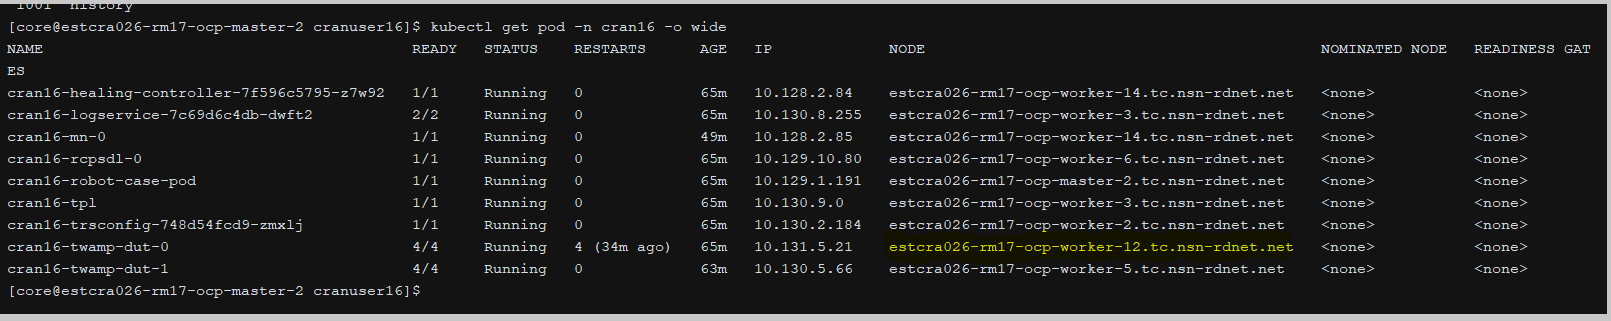 1001  history
[core@estcra026-rm17-ocp-master-2 cranuser16]$ kubectl get pod -n cran16 -o wide
NAME READY STATUS RESTARTS AGE IP NODE NOMINATED NODE READINESS GAT
ES
cran16-healing-controller-7f596c5795-z7w92 1/1 Running 0 65m 10.128.2.84 estcra026-rm17-ocp-worker-14.tc.nsn-rdnet.net <none> <none>
cran16-logservice-7c69d6c4db-dwft2 2/2 Running 0 65m 10.130.8.255 estcra026-rm17-ocp-worker-3.tc.nsn-rdnet.net <none> <none>
cran16-mn-0 1/1 Running 0 49m 10.128.2.85 estcra026-rm17-ocp-worker-14.tc.nsn-rdnet.net <none> <none>
cran16-rcpsdl-0 1/1 Running 0 65m 10.129.10.80 estcra026-rm17-ocp-worker-6.tc.nsn-rdnet.net <none> <none>
cran16-robot-case-pod 1/1 Running 0 65m 10.129.1.191 estcra026-rm17-ocp-master-2.tc.nsn-rdnet.net <none> <none>
cran16-tpl 1/1 Running 0 65m 10.130.9.0 estcra026-rm17-ocp-worker-3.tc.nsn-rdnet.net <none> <none>
cran16-trsconfig-748d54fcd9-zmxlj 1/1 Running 0 65m 10.130.2.184 estcra026-rm17-ocp-worker-2.tc.nsn-rdnet.net <none> <none>
cran16-twamp-dut-0 4/4 Running 4 (34m ago) 65m 10.131.5.21 estcra026-rm17-ocp-worker-12.tc.nsn-rdnet.net <none> <none>
cran16-twamp-dut-1 4/4 Running 0 63m 10.130.5.66 estcra026-rm17-ocp-worker-5.tc.nsn-rdnet.net <none> <none>
[core@estcra026-rm17-ocp-master-2 cranuser16]$